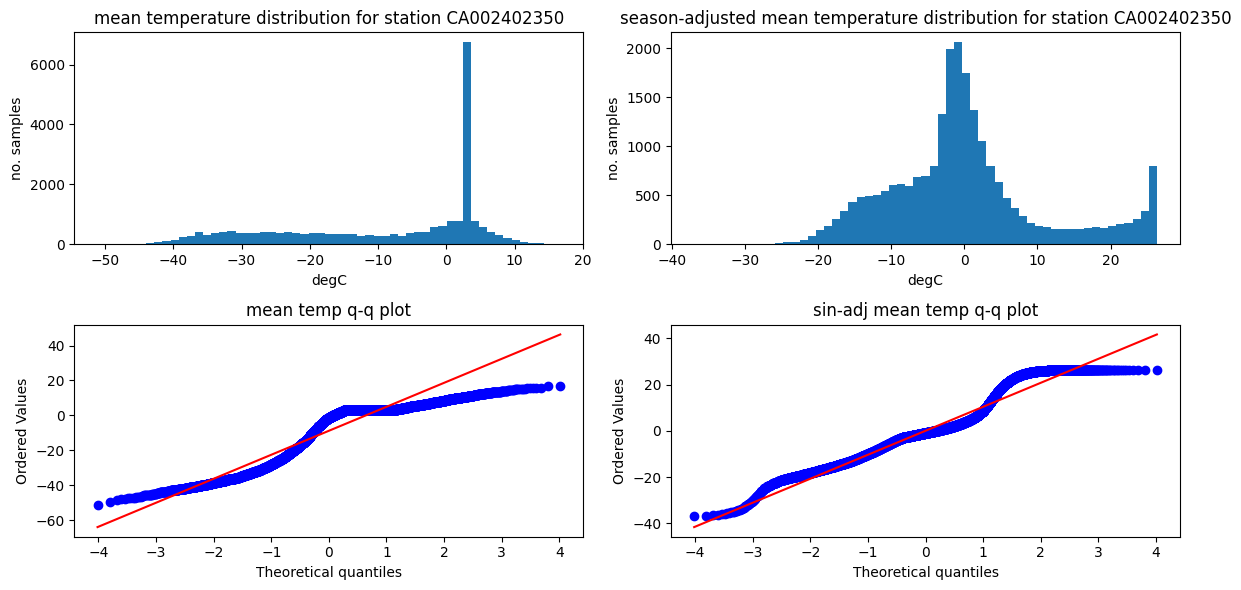 mean temperature distribution for station CA002402350
no. samples
6000
4000
2000
0
−50 −40 −30 −20 −10 0 10 20
degC
season-adjusted mean temperature distribution for station CA002402350
no. samples
2000
1500
1000
500
0
−40 −30 −20 −10 0 10 20
degC
mean temp q-q plot
Ordered Values
40
20
0
−20
−40
−60
−4 −3 −2 −1 0 1 2 3 4
Theoretical quantiles
sin-adj mean temp q-q plot
Ordered Values
40
20
0
−20
−40
−4 −3 −2 −1 0 1 2 3 4
Theoretical quantiles